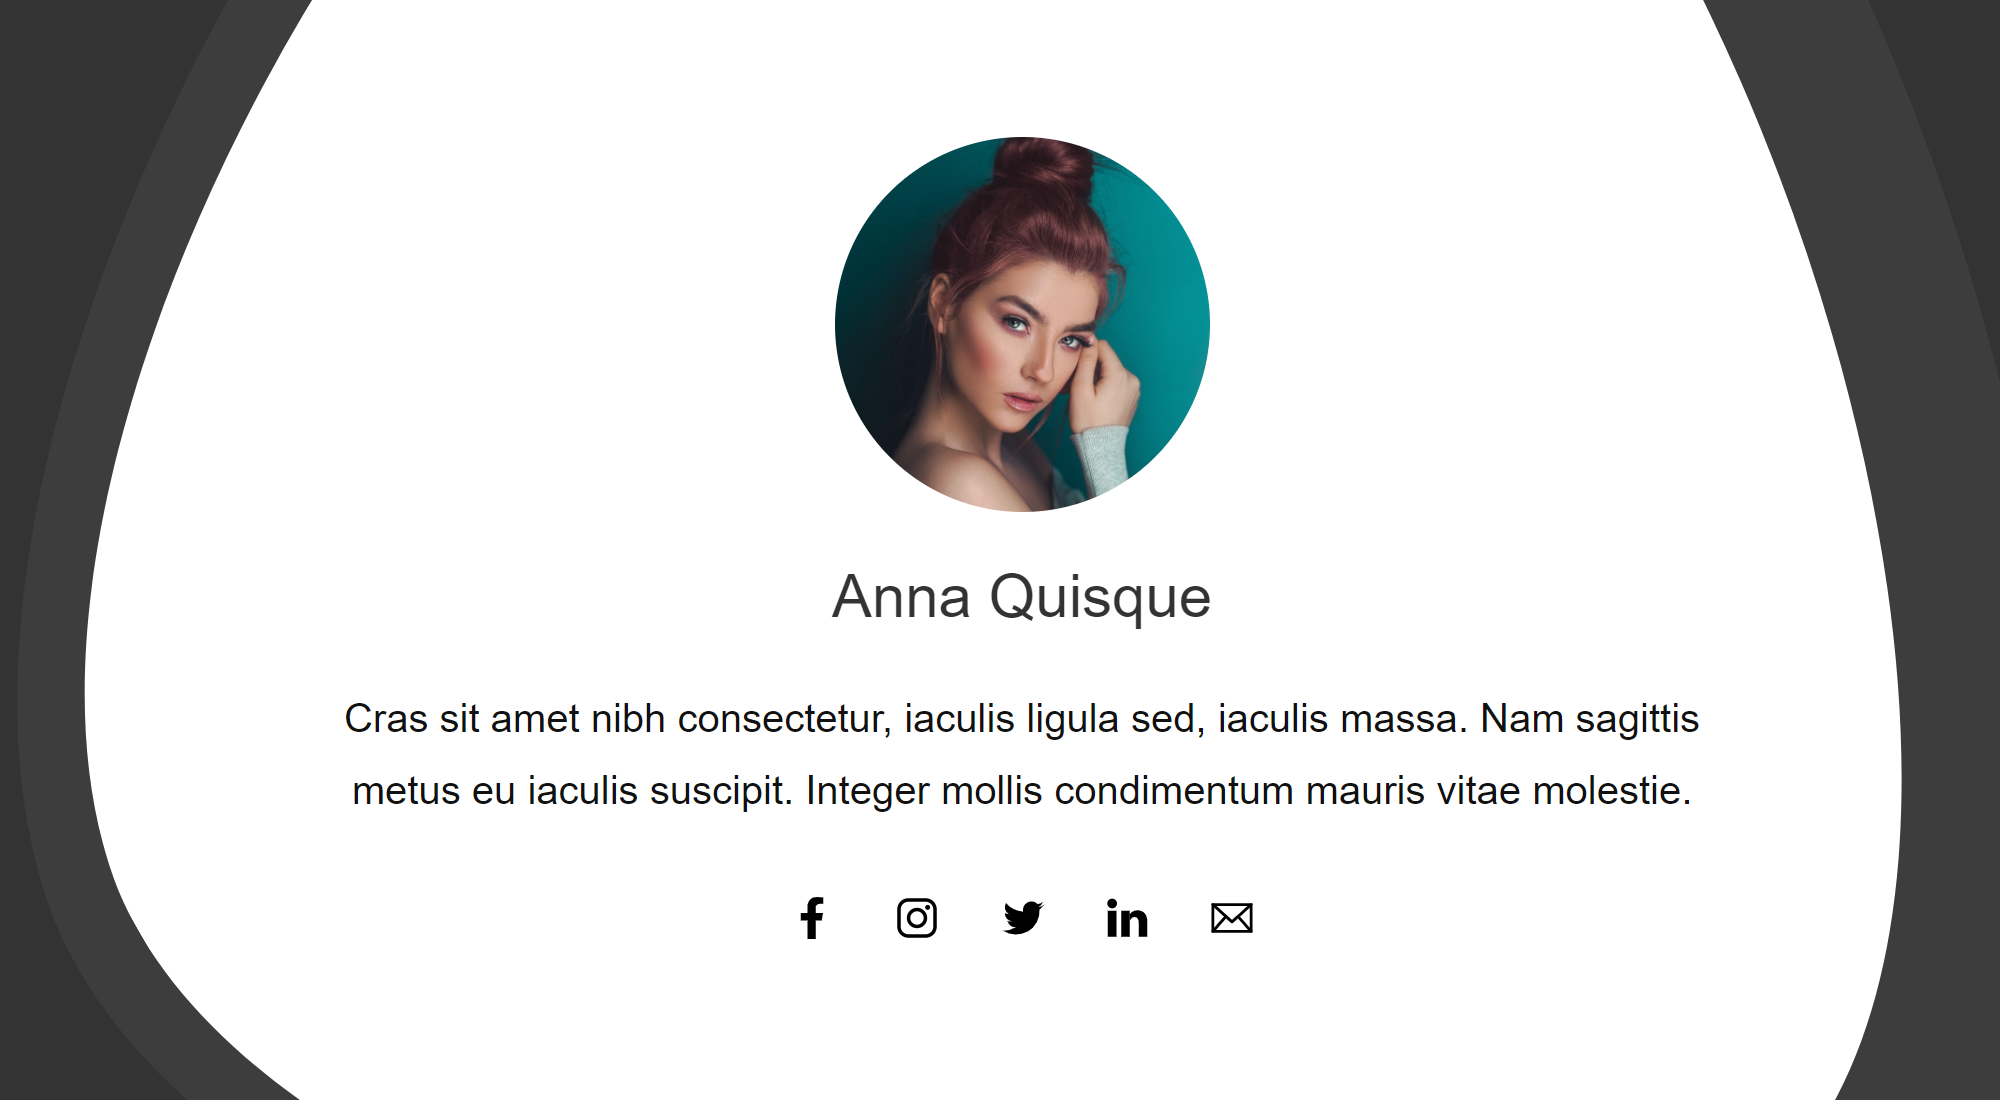 Anna Quisque
Cras sit amet nibh consectetur, iaculis ligula sed, iaculis massa. Nam sagittis
metus eu iaculis suscipit. Integer mollis condimentum mauris vitae molestie.